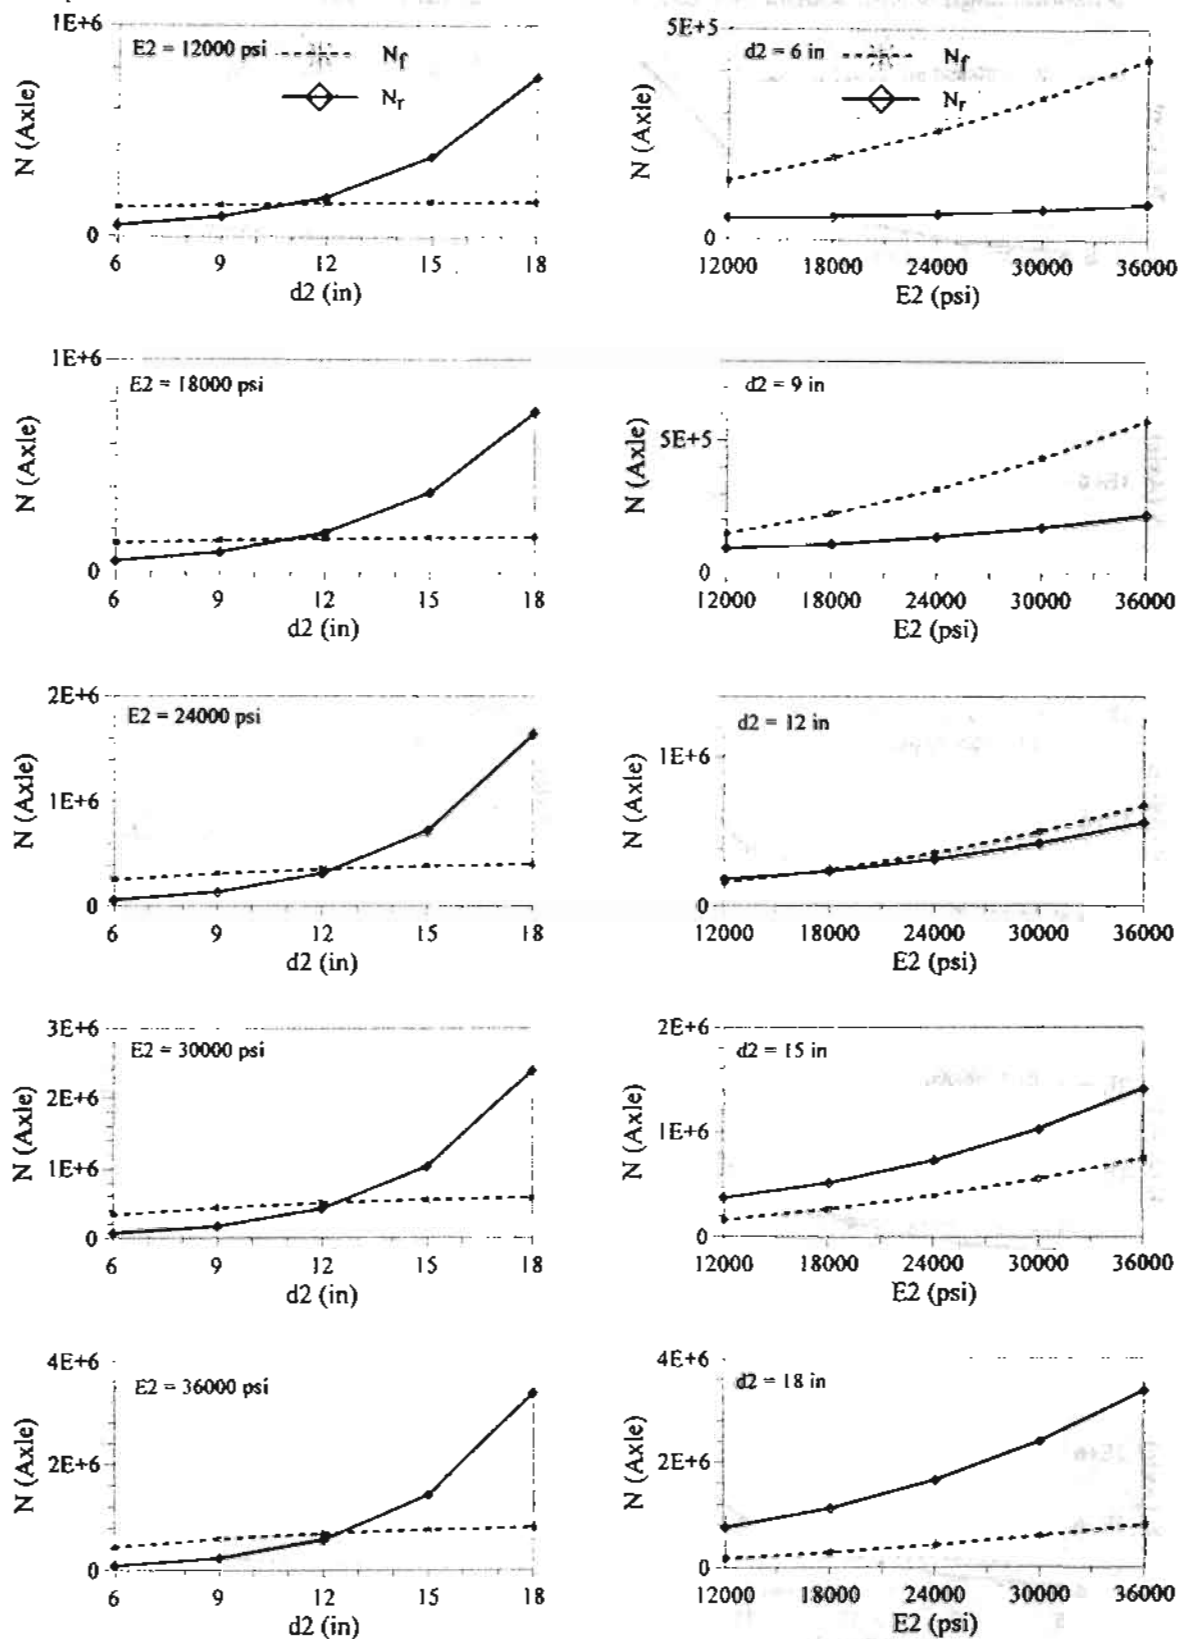 1E+6
E2 = 12000 psi
Nf
Nr
N (Axle)
0
6 9 12 15 18
d2 (in)
5E+5
d2 = 6 in
Nf
Nr
N (Axle)
0
12000 18000 24000 30000 36000
E2 (psi)
1E+6
E2 = 18000 psi
N (Axle)
0
6 9 12 15 18
d2 (in)
d2 = 9 in
5E+5
N (Axle)
0
12000 18000 24000 30000 36000
E2 (psi)
2E+6
E2 = 24000 psi
1E+6
N (Axle)
0
6 9 12 15 18
d2 (in)
d2 = 12 in
1E+6
N (Axle)
0
12000 18000 24000 30000 36000
E2 (psi)
3E+6
E2 = 30000 psi
2E+6
N (Axle)
1E+6
0
6 9 12 15 18
d2 (in)
2E+6
d2 = 15 in
1E+6
N (Axle)
0
12000 18000 24000 30000 36000
E2 (psi)
4E+6
E2 = 36000 psi
N (Axle)
2E+6
0
6 9 12 15 18
d2 (in)
4E+6
d2 = 18 in
N (Axle)
2E+6
0
12000 18000 24000 30000 36000
E2 (psi)